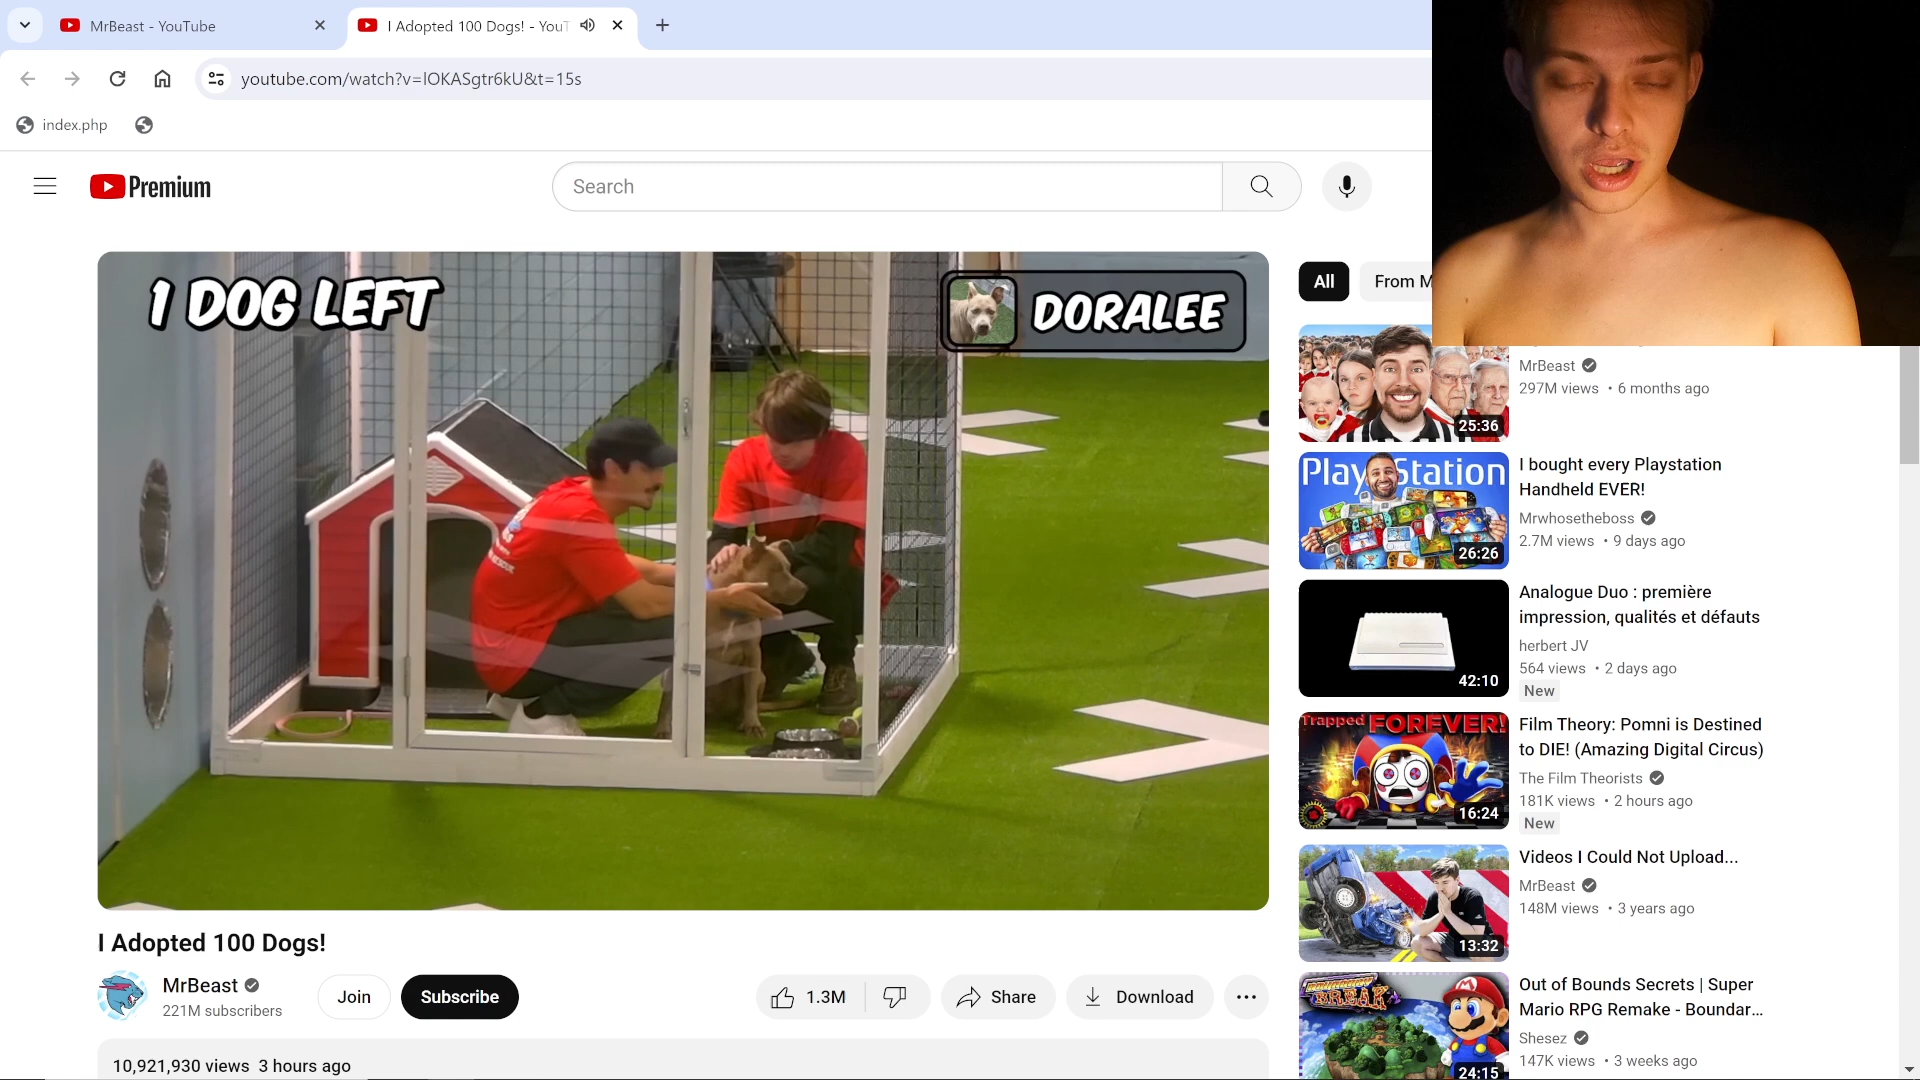 MrBeast - YouTube
I Adopted 100 Dogs! - YouT
youtube.com/watch?v=lOKASgtr6kU&t=15s
index.php
Premium
Search
1 DOG LEFT
DORALEE
All
From M
25:36
MrBeast
297M views • 6 months ago
PlayStation
26:26
I bought every Playstation
Handheld EVER!
Mrwhosetheboss
2.7M views • 9 days ago
42:10
Analogue Duo : première
impression, qualités et défauts
herbert JV
564 views • 2 days ago
New
Trapped FOREVER!
16:24
Film Theory: Pomni is Destined
to DIE! (Amazing Digital Circus)
The Film Theorists
181K views • 2 hours ago
New
13:32
Videos I Could Not Upload...
MrBeast
148M views • 3 years ago
BREAK
24:15
Out of Bounds Secrets | Super
Mario RPG Remake - Boundar...
Shesez
147K views • 3 weeks ago
I Adopted 100 Dogs!
MrBeast
221M subscribers
Join
Subscribe
1.3M
Share
Download
10,921,930 views 3 hours ago